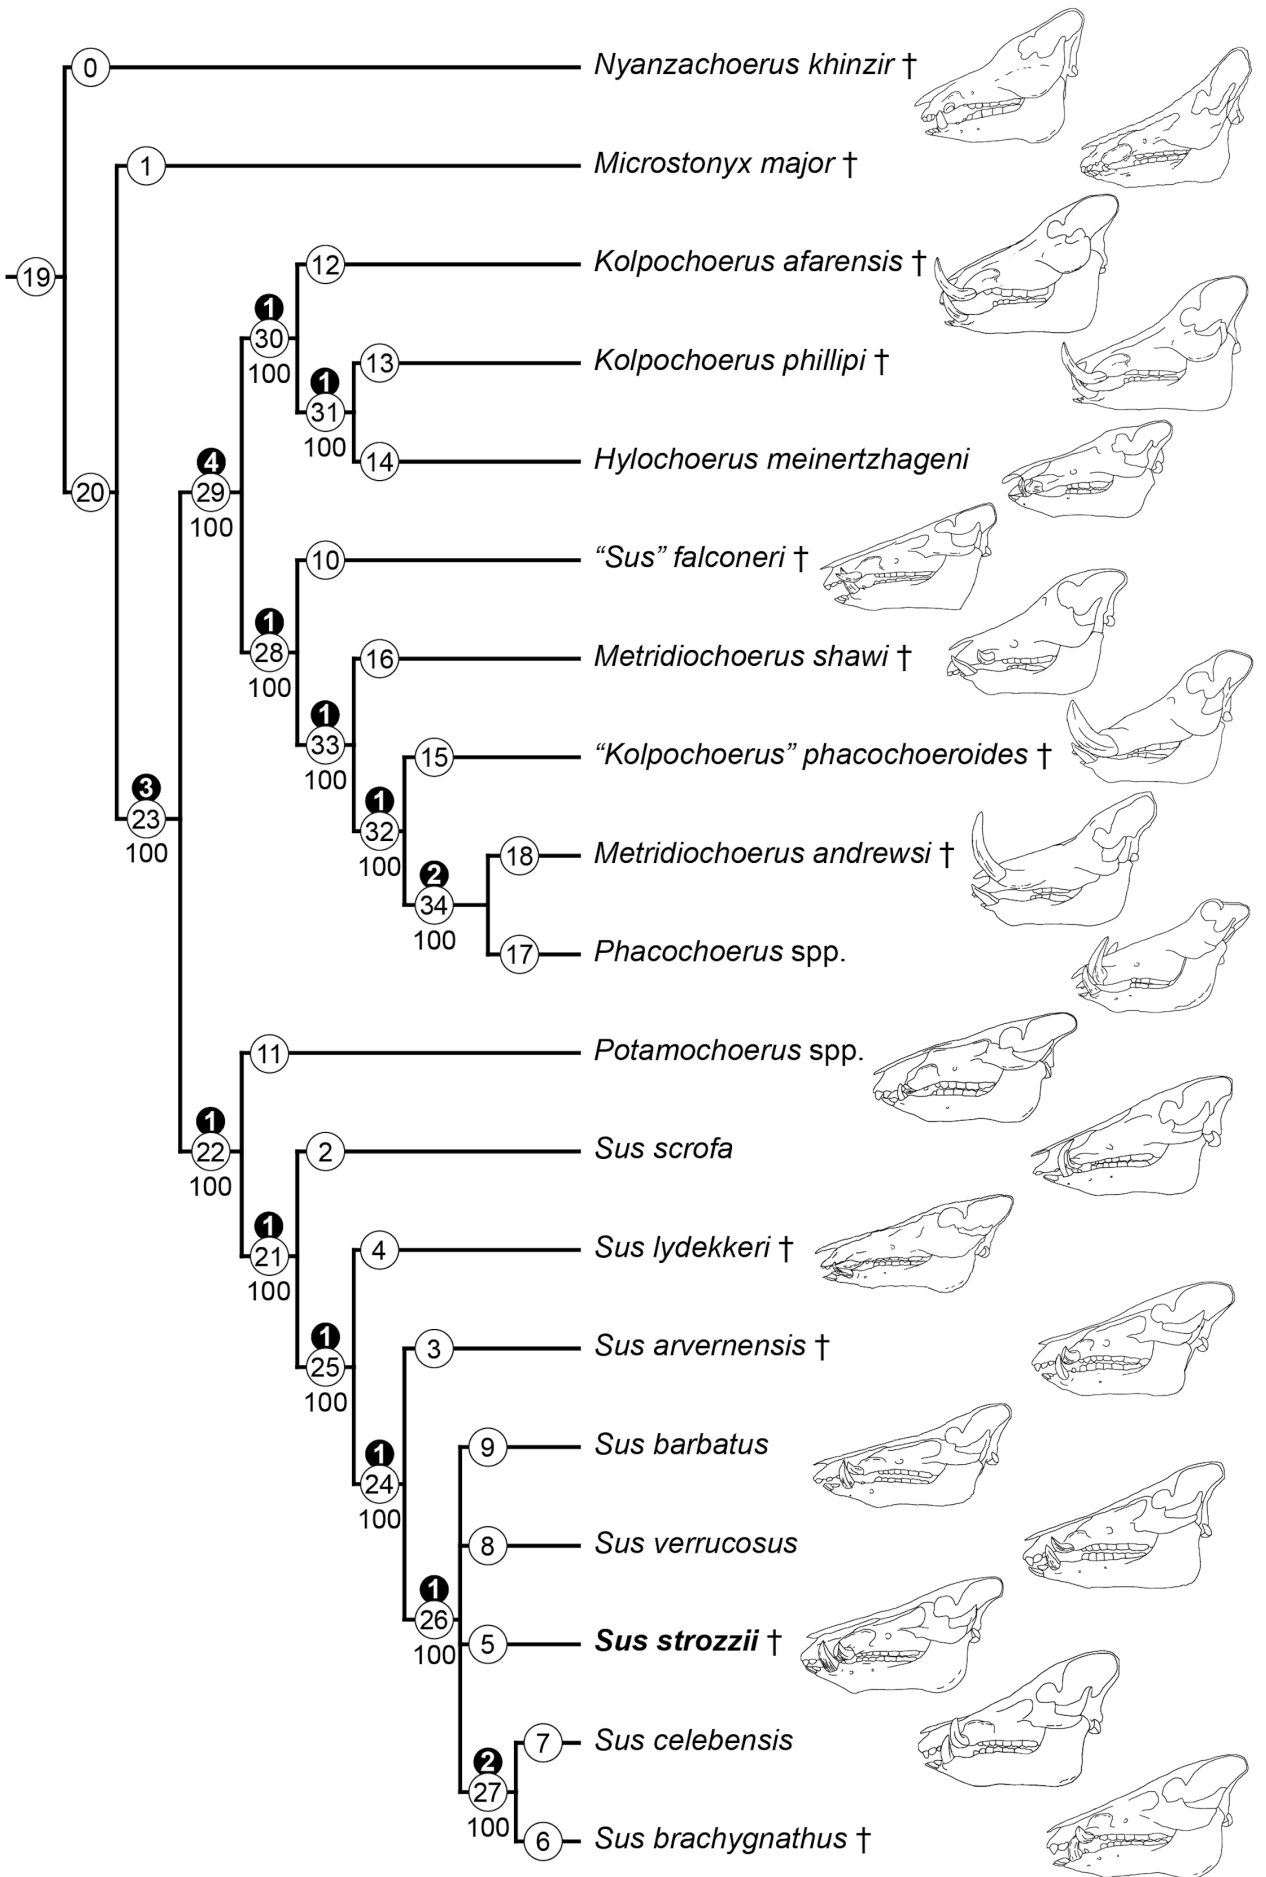 0 Nyanzachoerus khinzir †
1 Microstonyx major †
19
12 Kolpochoerus afarensis †
1
30
100
13 Kolpochoerus phillipi †
1
31
100
14 Hylochoerus meinertzhageni
4
29
100
20
10 “Sus” falconeri †
1
28
100
16 Metridiochoerus shawi †
1
33
100
15 “Kolpochoerus” phacochoeroides †
3
23
100
1
32
100
18 Metridiochoerus andrewsi †
2
34
100
17 Phacochoerus spp.
11 Potamochoerus spp.
1
22
100
2 Sus scrofa
1
21
100
4 Sus lydekkeri †
1
25
100
3 Sus arvernensis †
9 Sus barbatus
1
24
100
8 Sus verrucosus
1
26
100
5 Sus strozzii †
7 Sus celebensis
2
27
100
6 Sus brachygnathus †